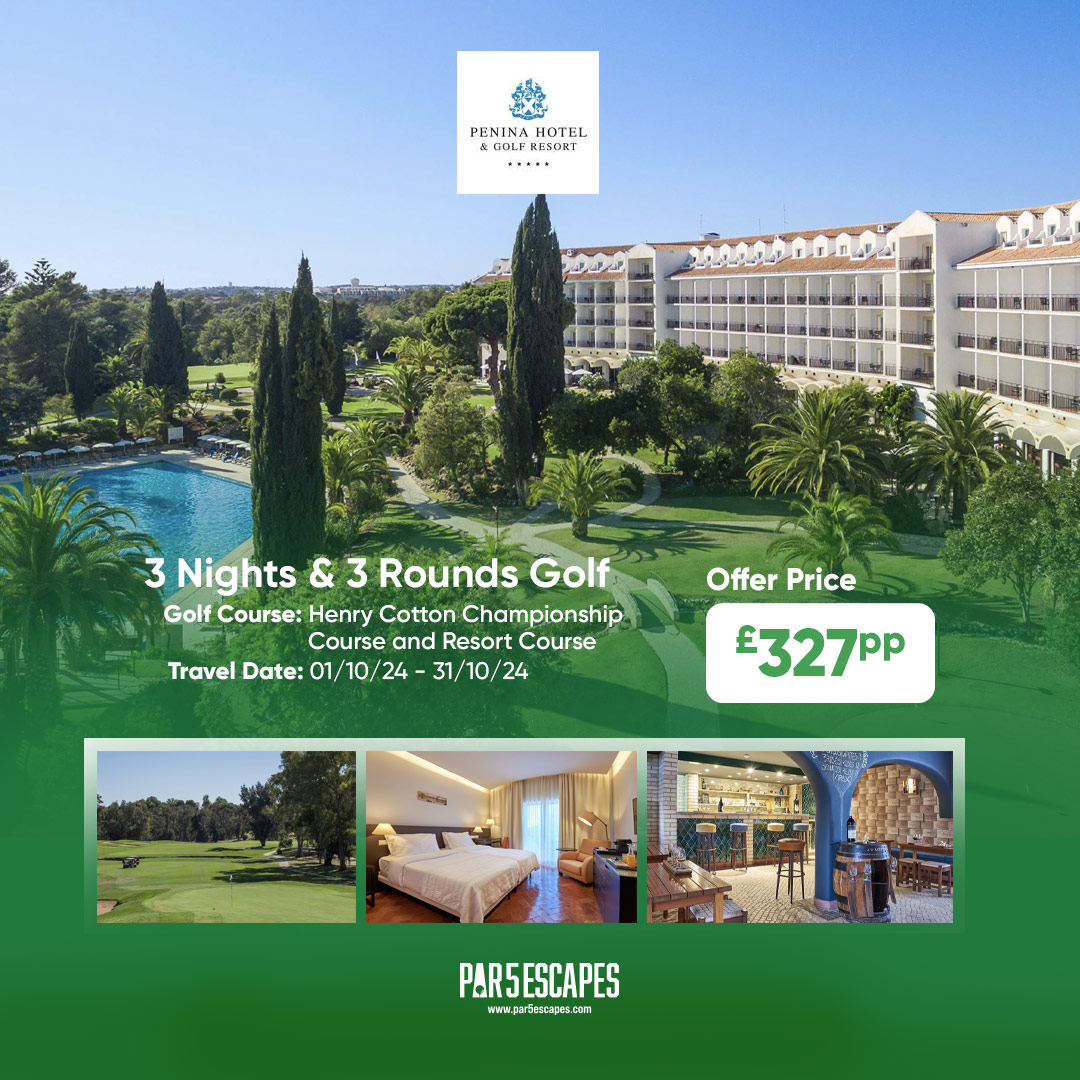 PENINA HOTEL
& GOLF RESORT
3 Nights & 3 Rounds Golf
Golf Course: Henry Cotton Championship
Course and Resort Course
Travel Date: 01/10/24 - 31/10/24
Offer Price
£327pp
PAR5ESCAPES
www.par5escapes.com